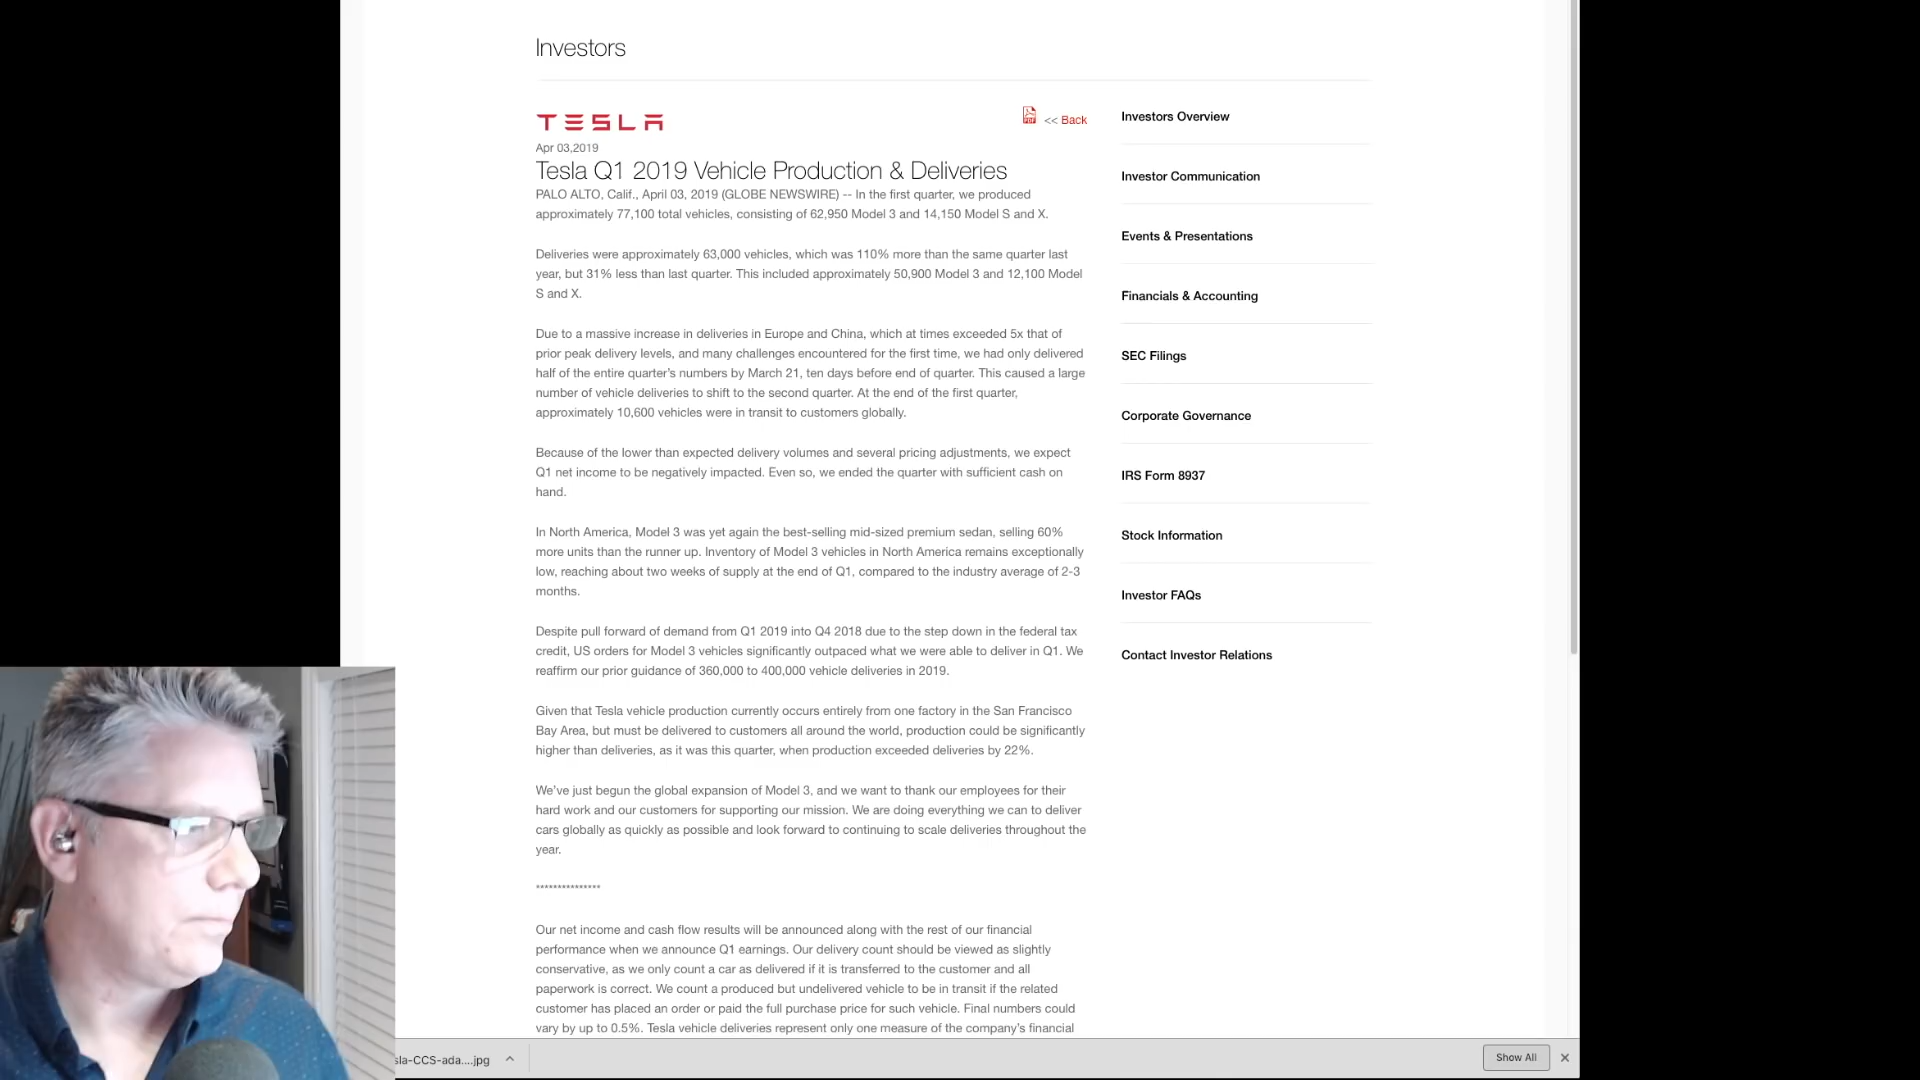 Investors
TESLA
<< Back
Apr 03,2019
Tesla Q1 2019 Vehicle Production & Deliveries
PALO ALTO, Calif., April 03, 2019 (GLOBE NEWSWIRE) -- In the first quarter, we produced
approximately 77,100 total vehicles, consisting of 62,950 Model 3 and 14,150 Model S and X.
Deliveries were approximately 63,000 vehicles, which was 110% more than the same quarter last
year, but 31% less than last quarter. This included approximately 50,900 Model 3 and 12,100 Model
S and X.
Due to a massive increase in deliveries in Europe and China, which at times exceeded 5x that of
prior peak delivery levels, and many challenges encountered for the first time, we had only delivered
half of the entire quarter's numbers by March 21, ten days before end of quarter. This caused a large
number of vehicle deliveries to shift to the second quarter. At the end of the first quarter,
approximately 10,600 vehicles were in transit to customers globally.
Because of the lower than expected delivery volumes and several pricing adjustments, we expect
Q1 net income to be negatively impacted. Even so, we ended the quarter with sufficient cash on
hand.
In North America, Model 3 was yet again the best-selling mid-sized premium sedan, selling 60%
more units than the runner up. Inventory of Model 3 vehicles in North America remains exceptionally
low, reaching about two weeks of supply at the end of Q1, compared to the industry average of 2-3
months.
Despite pull forward of demand from Q1 2019 into Q4 2018 due to the step down in the federal tax
credit, US orders for Model 3 vehicles significantly outpaced what we were able to deliver in Q1. We
reaffirm our prior guidance of 360,000 to 400,000 vehicle deliveries in 2019.
Given that Tesla vehicle production currently occurs entirely from one factory in the San Francisco
Bay Area, but must be delivered to customers all around the world, production could be significantly
higher than deliveries, as it was this quarter, when production exceeded deliveries by 22%.
We've just begun the global expansion of Model 3, and we want to thank our employees for their
hard work and our customers for supporting our mission. We are doing everything we can to deliver
cars globally as quickly as possible and look forward to continuing to scale deliveries throughout the
year.
***************
Our net income and cash flow results will be announced along with the rest of our financial
performance when we announce Q1 earnings. Our delivery count should be viewed as slightly
conservative, as we only count a car as delivered if it is transferred to the customer and all
paperwork is correct. We count a produced but undelivered vehicle to be in transit if the related
customer has placed an order or paid the full purchase price for such vehicle. Final numbers could
vary by up to 0.5%. Tesla vehicle deliveries represent only one measure of the company's financial
Investors Overview
Investor Communication
Events & Presentations
Financials & Accounting
SEC Filings
Corporate Governance
IRS Form 8937
Stock Information
Investor FAQs
Contact Investor Relations
sla-CCS-ada....jpg
Show All